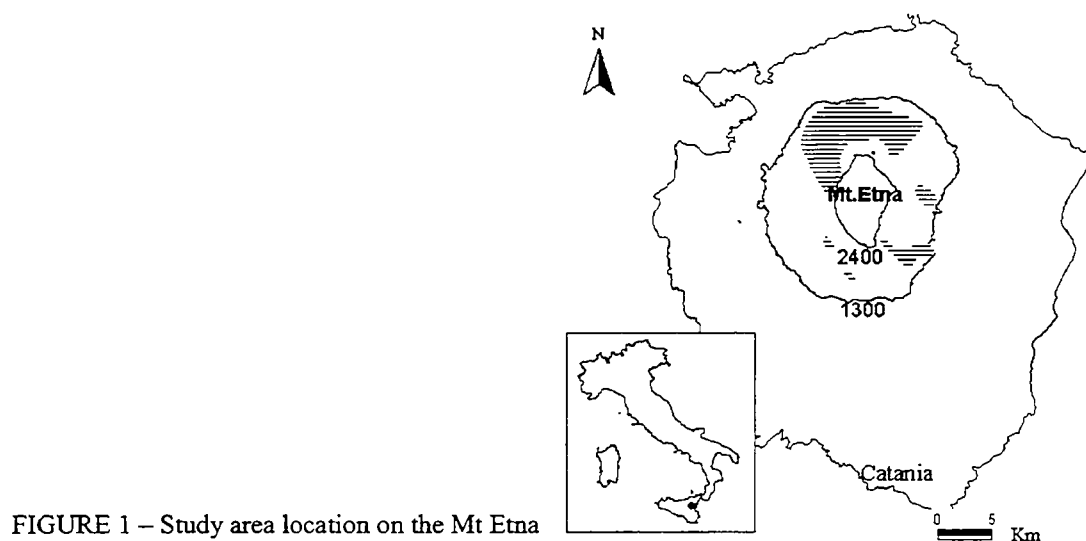 N
Mt.Etna
2400
1300
Catania
0 5
Km
FIGURE 1 – Study area location on the Mt Etna